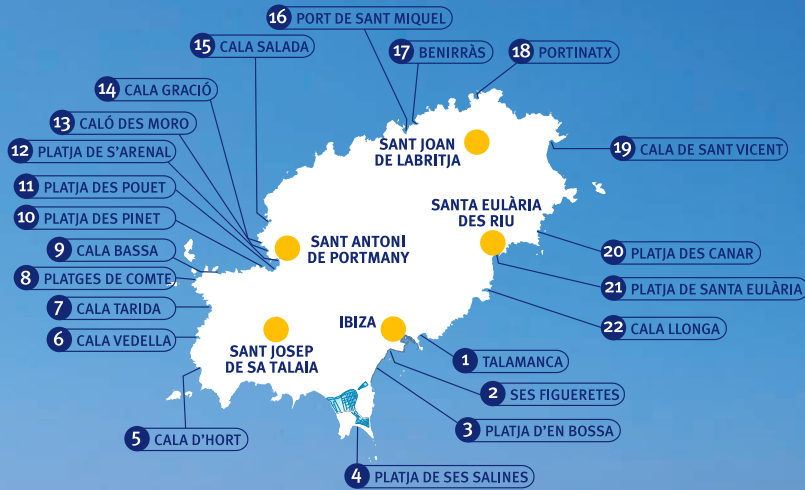 16 PORT DE SANT MIQUEL
15 CALA SALADA
17 BENIRRÀS
18 PORTINATX
14 CALA GRACIÓ
13 CALÓ DES MORO
12 PLATJA DE S'ARENAL
11 PLATJA DES POUET
10 PLATJA DES PINET
9 CALA BASSA
8 PLATGES DE COMTE
7 CALA TARIDA
6 CALA VEDELLA
5 CALA D'HORT
SANT JOAN
DE LABRITJA
19 CALA DE SANT VICENT
SANTA EULÀRIA
DES RIU
SANT ANTONI
DE PORTMANY
20 PLATJA DES CANAR
21 PLATJA DE SANTA EULÀRIA
22 CALA LLONGA
IBIZA
SANT JOSEP
DE SA TALAIA
1 TALAMANCA
2 SES FIGUERETES
3 PLATJA D'EN BOSSA
4 PLATJA DE SES SALINES